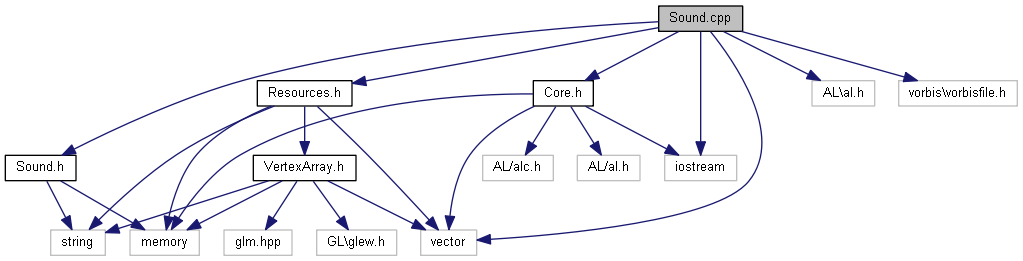 Sound.cpp
Resources.h
Core.h
AL\al.h
vorbis\vorbisfile.h
Sound.h
VertexArray.h
AL/alc.h
AL/al.h
iostream
string
memory
glm.hpp
GL\glew.h
vector